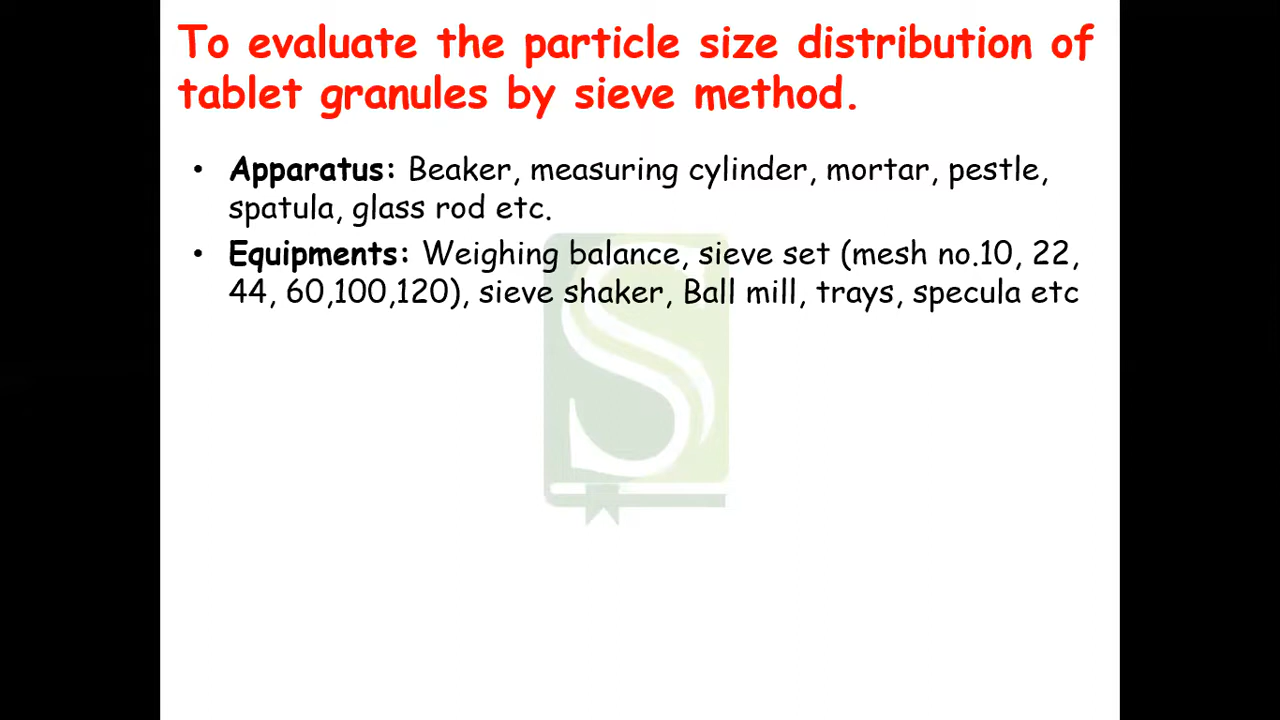 To evaluate the particle size distribution of
tablet granules by sieve method.
• Apparatus: Beaker, measuring cylinder, mortar, pestle,
spatula, glass rod etc.
• Equipments: Weighing balance, sieve set (mesh no.10, 22,
44, 60,100,120), sieve shaker, Ball mill, trays, specula etc